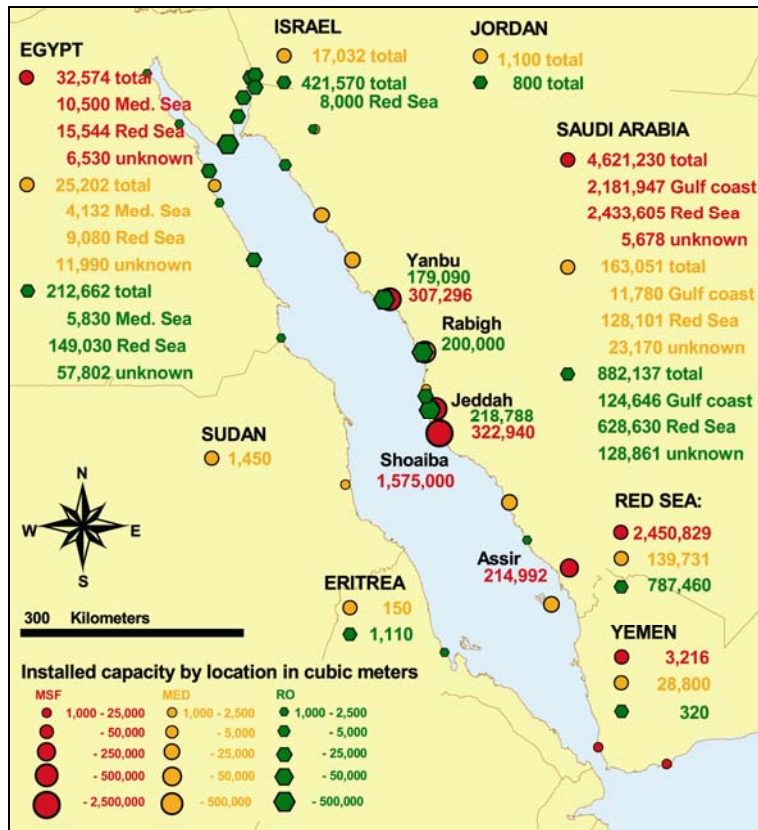 EGYPT
32,574 total
10,500 Med. Sea
15,544 Red Sea
6,530 unknown
25,202 total
4,132 Med. Sea
9,080 Red Sea
11,990 unknown
212,662 total
5,830 Med. Sea
149,030 Red Sea
57,802 unknown
ISRAEL
17,032 total
421,570 total
8,000 Red Sea
JORDAN
1,100 total
800 total
SAUDI ARABIA
4,621,230 total
2,181,947 Gulf coast
2,433,605 Red Sea
5,678 unknown
163,051 total
11,780 Gulf coast
128,101 Red Sea
23,170 unknown
882,137 total
124,646 Gulf coast
628,630 Red Sea
128,861 unknown
Yanbu
179,090
307,296
Rabigh
200,000
Jeddah
218,788
322,940
Shoaiba
1,575,000
SUDAN
1,450
N
W E
S
Assir
214,992
RED SEA:
2,450,829
139,731
787,460
ERITREA
150
1,110
YEMEN
3,216
28,800
320
300 Kilometers
Installed capacity by location in cubic meters
MSF MED RO
1,000 - 25,000 1,000 - 2,500 1,000 - 2,500
- 50,000 - 5,000 - 5,000
- 250,000 - 25,000 - 25,000
- 500,000 - 50,000 - 50,000
- 2,500,000 - 500,000 - 500,000